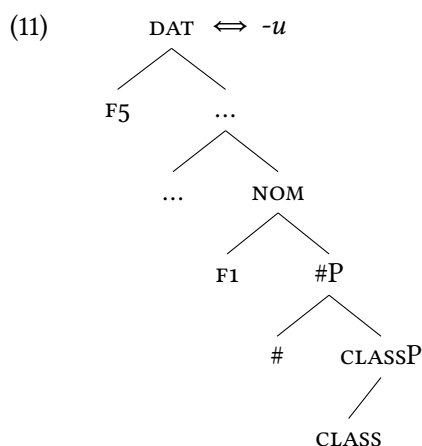 (11) DAT ⇔ -u
F5 ...
... NOM
F1 #P
# CLASSP
CLASS